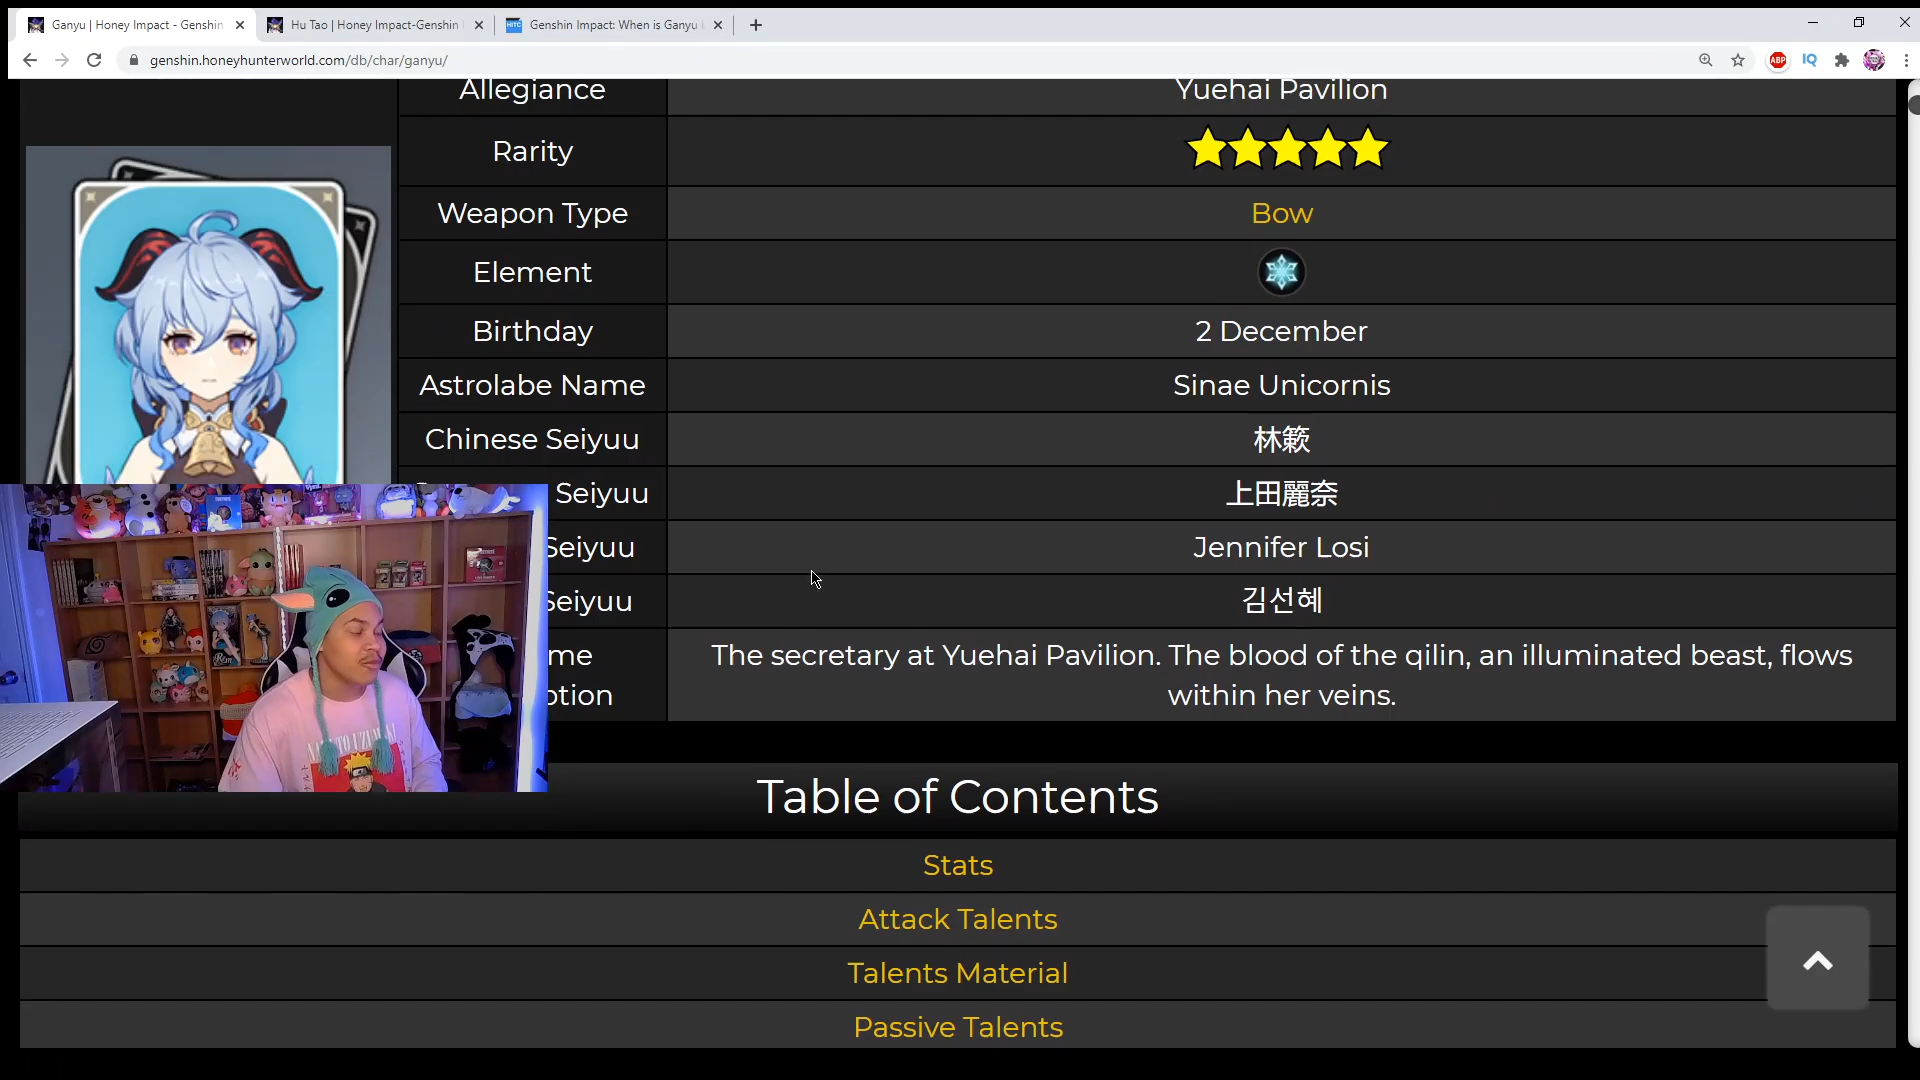 Ganyu | Honey Impact - Genshin
Hu Tao | Honey Impact-Genshin
HITC
Genshin Impact: When is Ganyu
genshin.honeyhunterworld.com/db/char/ganyu/
ABP
IQ
Allegiance
Yuehai Pavilion
Rarity
Weapon Type
Bow
Element
Birthday
2 December
Astrolabe Name
Sinae Unicornis
Chinese Seiyuu
林簌
Seiyuu
上田麗奈
Seiyuu
Jennifer Losi
Seiyuu
김선혜
me
ption
The secretary at Yuehai Pavilion. The blood of the qilin, an illuminated beast, flows
within her veins.
Table of Contents
Stats
Attack Talents
Talents Material
Passive Talents